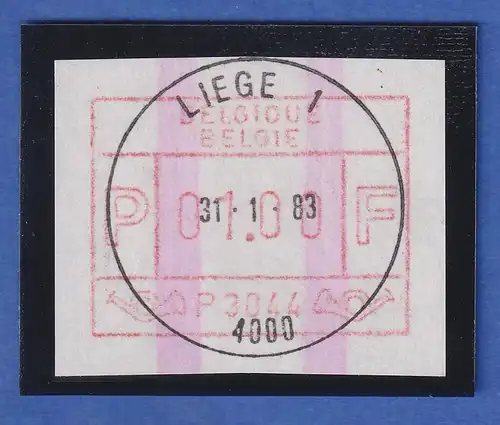 LIEGE 1
BELGIQUE
BELGIE
P 01.00 F
31-1-83
P3044
4000